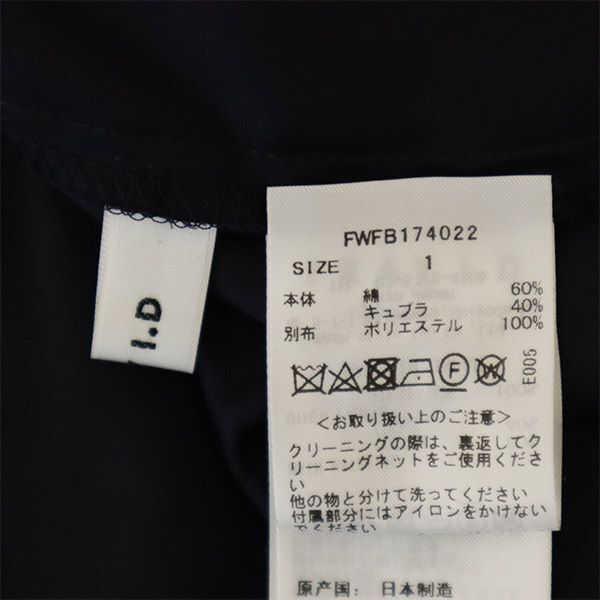 FWFB174022
SIZE 1
本体 綿 60%
キュプラ 40%
別布 ポリエステル 100%
F W
E005
<お取り扱い上のご注意>
クリーニングの際は、裏返してク
リーニングネットをご使用くださ
い
他の物と分けて洗ってください
付属部分にはアイロンをかけない
でください
原産国: 日本製造
I.D